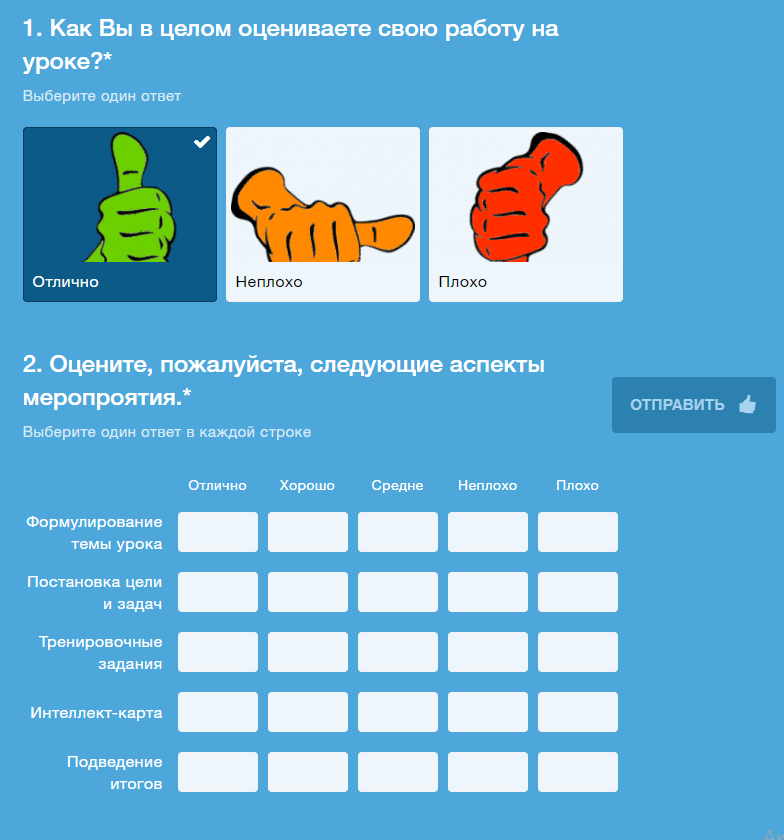 1. Как Вы в целом оцениваете свою работу на
уроке?*
Выберите один ответ
Отлично
Неплохо
Плохо
2. Оцените, пожалуйста, следующие аспекты
меропроятия.*
Выберите один ответ в каждой строке
ОТПРАВИТЬ
Отлично Хорошо Средне Неплохо Плохо
Формулирование
темы урока
Постановка цели
и задач
Тренировочные
задания
Интеллект-карта
Подведение
итогов